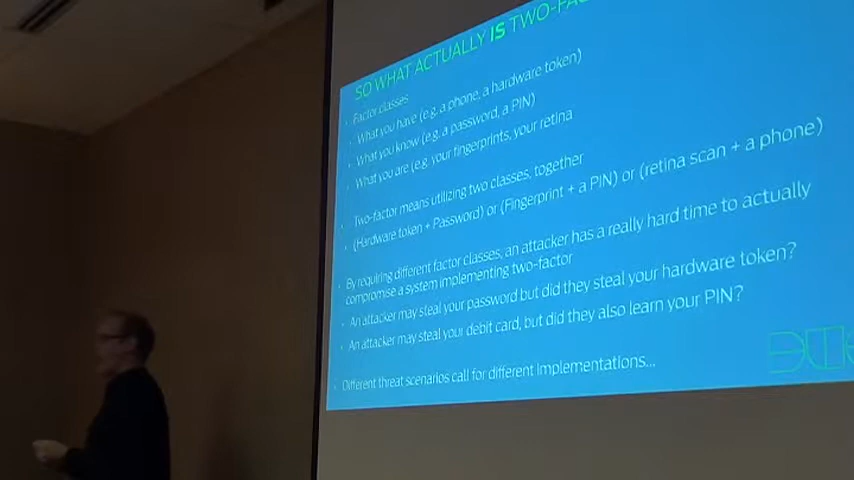 SO WHAT ACTUALLY IS TWO-FA
Factor classes
What you have (e.g. a phone, a hardware token)
What you know (e.g. a password, a PIN)
What you are (e.g. your fingerprints, your retina
Two-factor means utilizing two classes, together
(Hardware token + Password) or (Fingerprint + a PIN) or (retina scan + a phone)
By requiring different factor classes, an attacker has a really hard time to actually
compromise a system implementing two-factor
An attacker may steal your password but did they steal your hardware token?
An attacker may steal your debit card, but did they also learn your PIN?
Different threat scenarios call for different implementations...